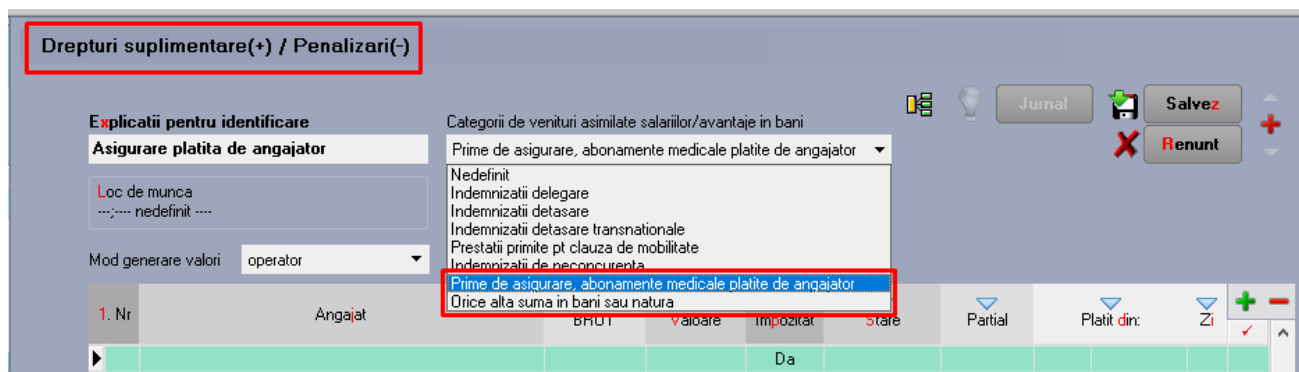 Drepturi suplimentare(+) / Penalizari(-)
Jurnal
Salvez
Renunt
Explicatii pentru identificare
Asigurare platita de angajator
Categorii de venituri asimilate salariilor/avantaje in bani
Prime de asigurare, abonamente medicale platite de angajator
Loc de munca
---;---- nedefinit ----
Mod generare valori operator
Nedefinit
Indemnizatii delegare
Indemnizatii detasare
Indemnizatii detasare transnationale
Prestatii primite pt clauza de mobilitate
Indemnizatii de neconcurenta
Prime de asigurare, abonamente medicale platite de angajator
Orice alta suma in bani sau natura
1. Nr Angajat BRUT Valoare Impozitat Stare Partial Platit din: Zi
Da